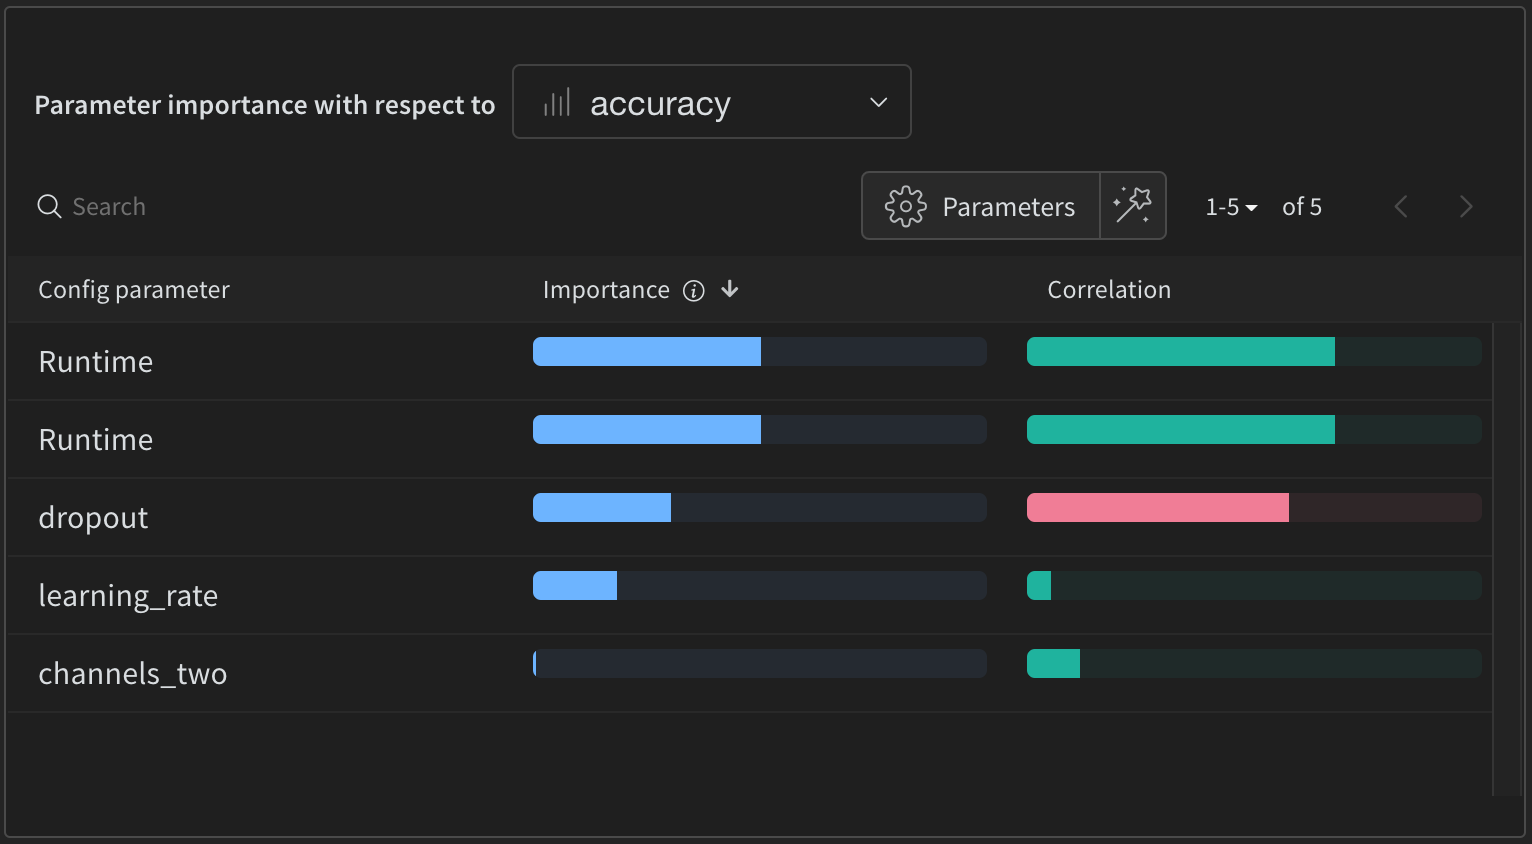 Parameter importance with respect to accuracy
Search Parameters 1-5 of 5
Config parameter Importance Correlation
Runtime
Runtime
dropout
learning_rate
channels_two